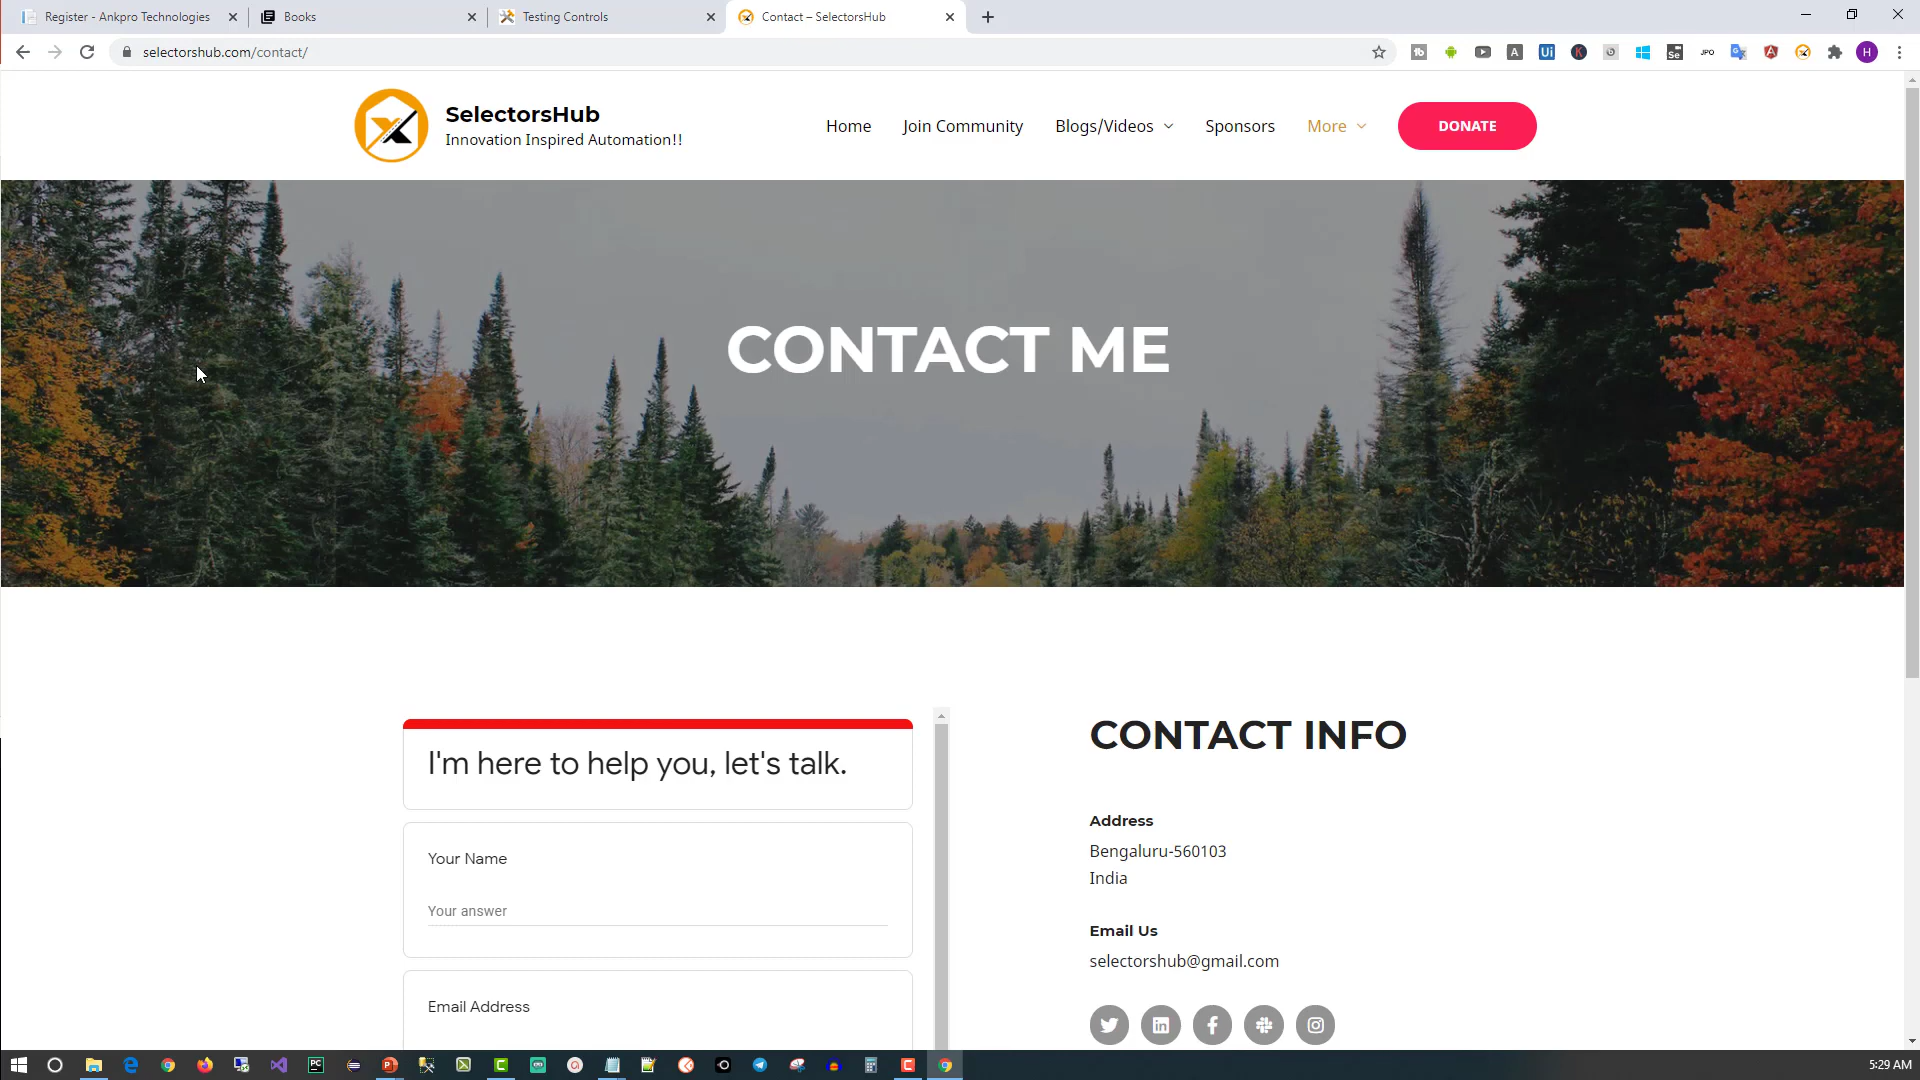 Register - Ankpro Technologies
Books
Testing Controls
Contact – SelectorsHub
selectorshub.com/contact/
SelectorsHub
Innovation Inspired Automation!!
Home
Join Community
Blogs/Videos
Sponsors
More
DONATE
CONTACT ME
I'm here to help you, let's talk.
Your Name
Your answer
Email Address
CONTACT INFO
Address
Bengaluru-560103
India
Email Us
selectorshub@gmail.com
5:29 AM